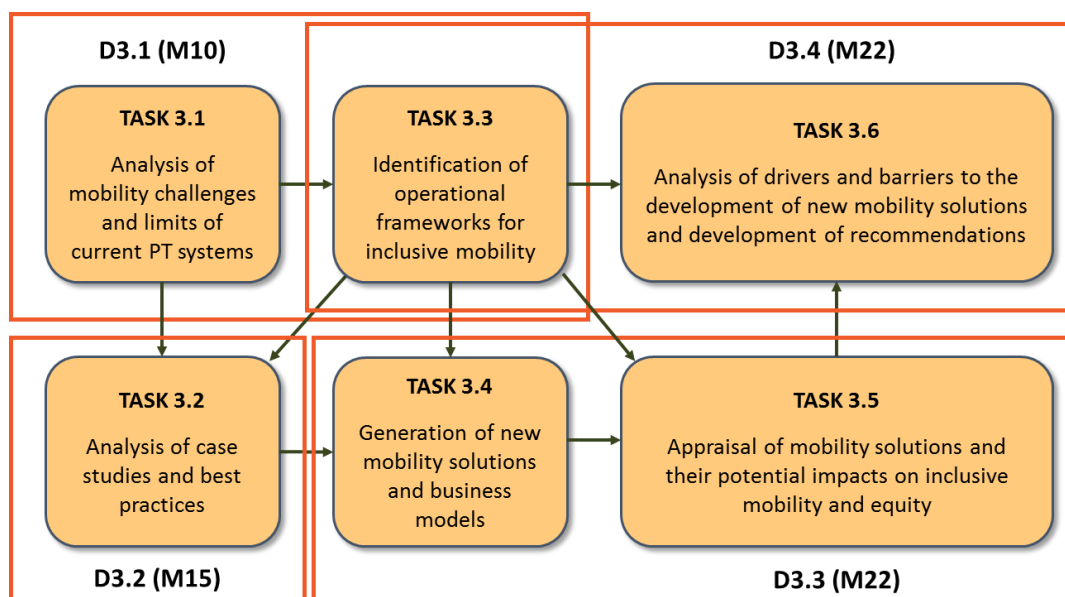 D3.1 (M10)
D3.4 (M22)
TASK 3.1
Analysis of
mobility challenges
and limits of
current PT systems
TASK 3.3
Identification of
operational
frameworks for
inclusive mobility
TASK 3.6
Analysis of drivers and barriers to the
development of new mobility solutions
and development of recommendations
TASK 3.2
Analysis of case
studies and best
practices
TASK 3.4
Generation of new
mobility solutions
and business
models
TASK 3.5
Appraisal of mobility solutions and
their potential impacts on inclusive
mobility and equity
D3.2 (M15)
D3.3 (M22)